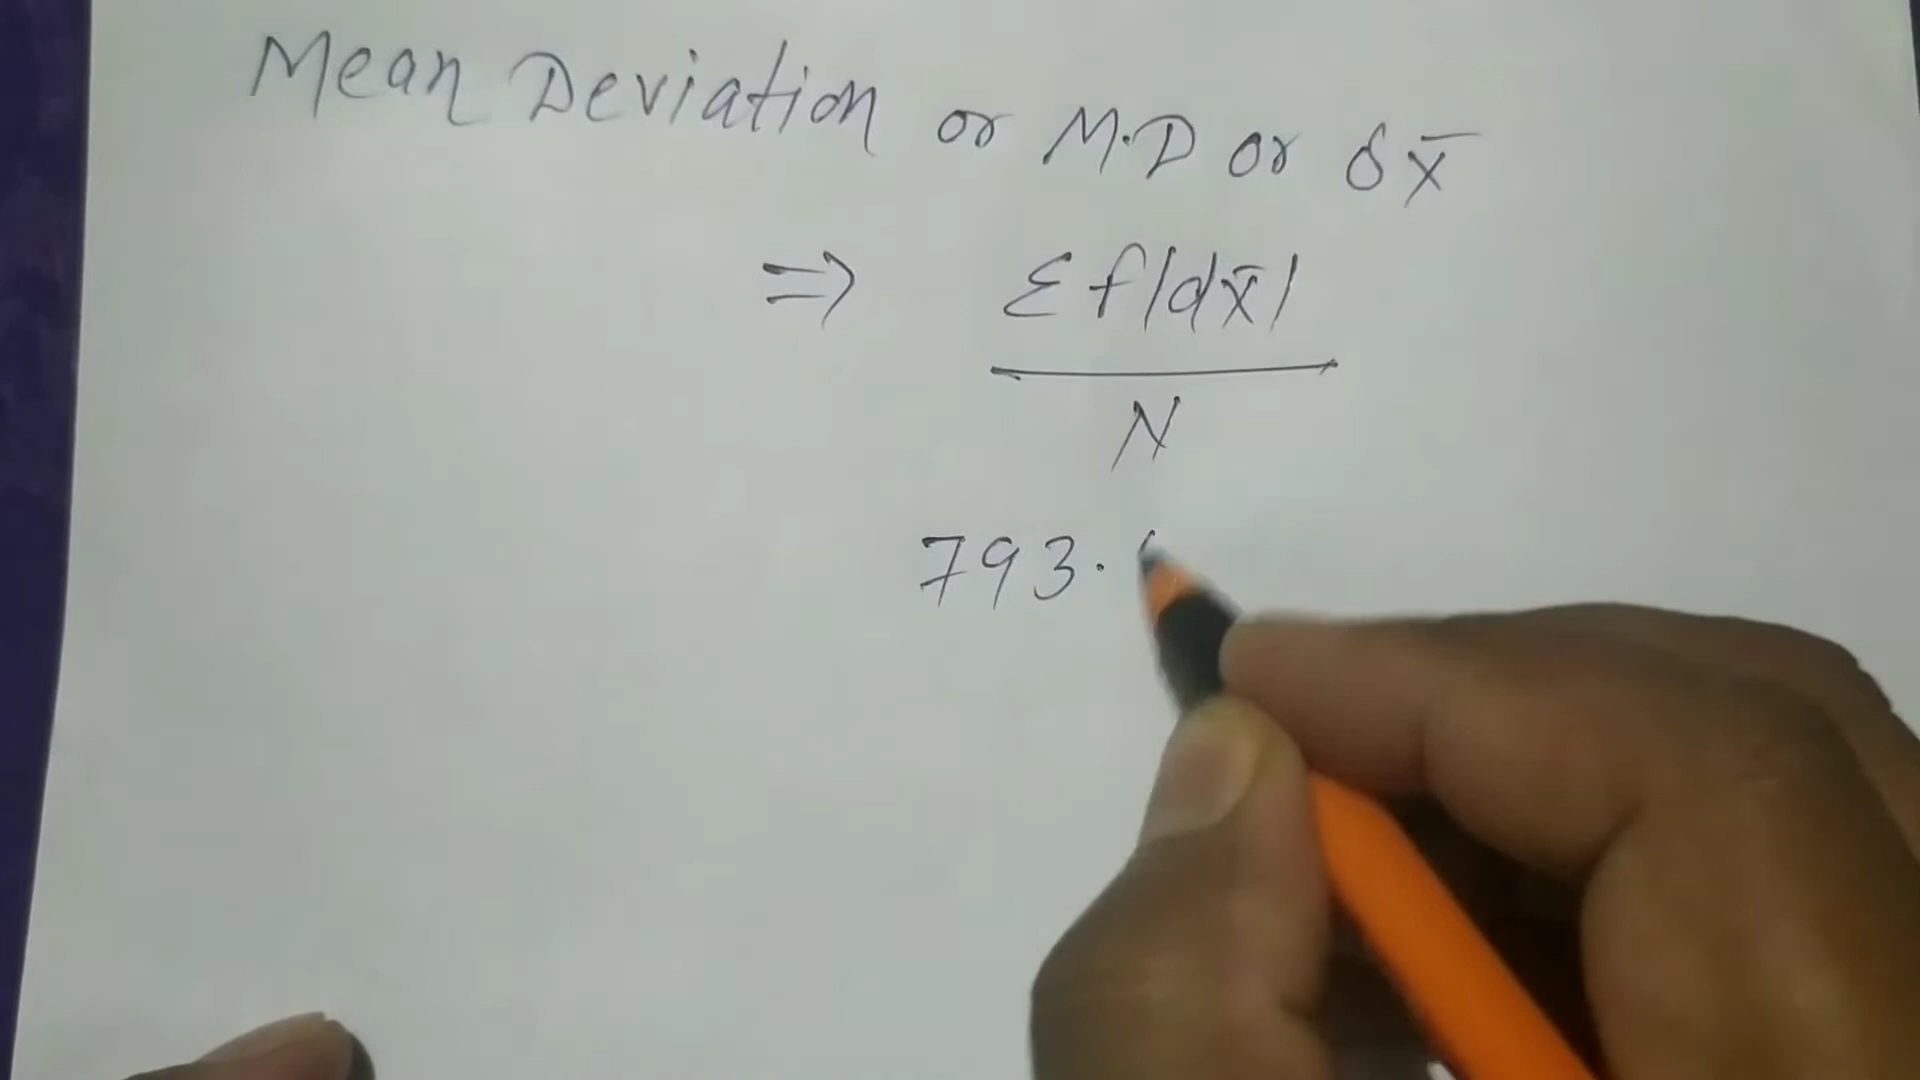 Mean Deviation or M.D or δx̄
⇒ Σf|dx̄|
N
793.